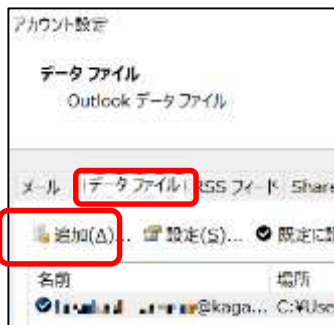 アカウント設定
データ ファイル
Outlook データ ファイル
メール データ ファイル RSS フィード Share
追加(A)... 設定(S)... 既定に
名前 場所
@kaga... C:¥Use